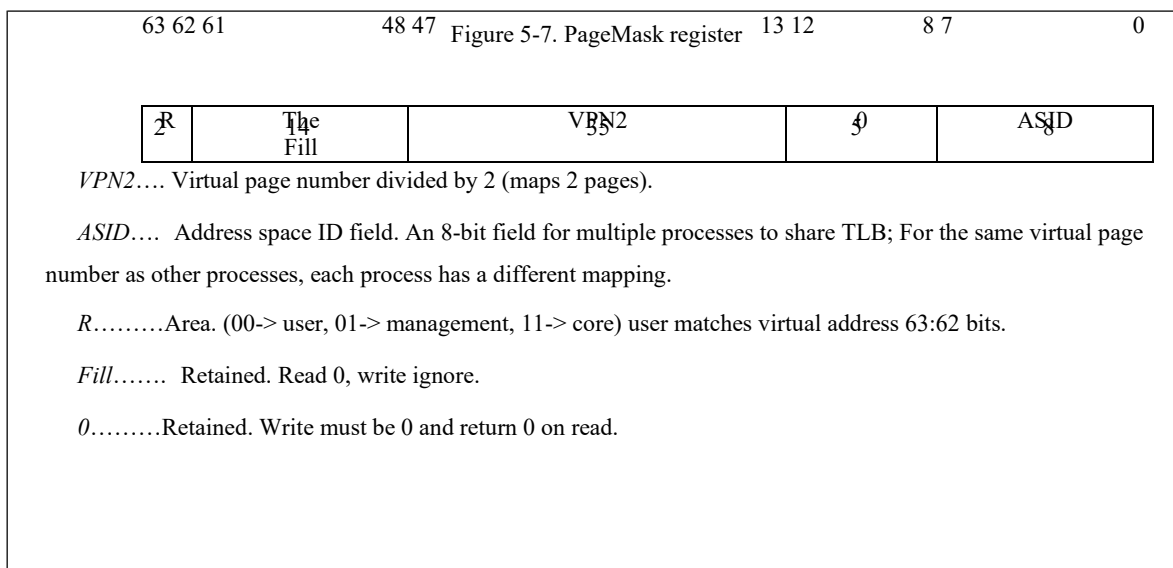 63 62 61 48 47 Figure 5-7. PageMask register 13 12 8 7 0
R The Fill VPN2 0 ASID
2 14 35 5 8
VPN2…. Virtual page number divided by 2 (maps 2 pages).
ASID…. Address space ID field. An 8-bit field for multiple processes to share TLB; For the same virtual page
number as other processes, each process has a different mapping.
R………Area. (00-> user, 01-> management, 11-> core) user matches virtual address 63:62 bits.
Fill……. Retained. Read 0, write ignore.
0………Retained. Write must be 0 and return 0 on read.